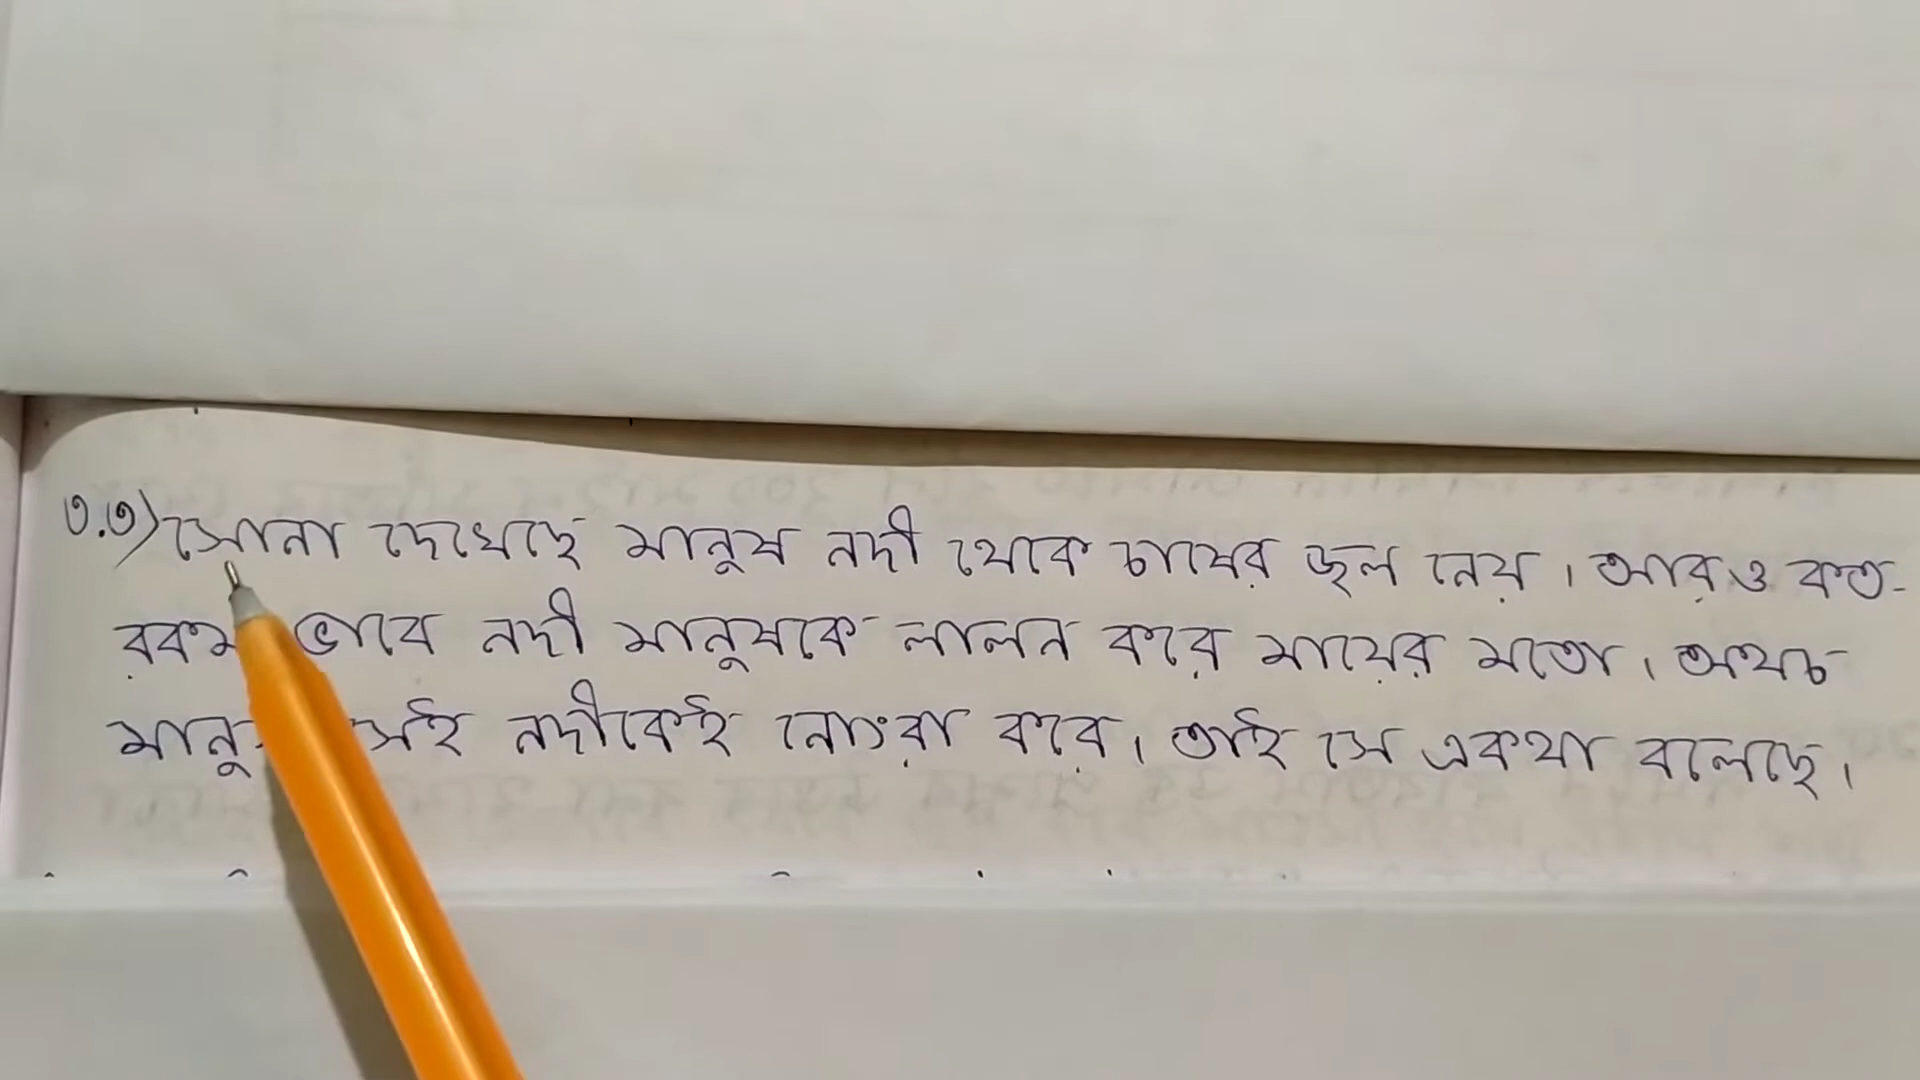 ৩.৩) সোনা দেখেছে মানুষ নদী থেকে চাষের জল নেয়। আরও কত-
রকম ভাবে নদী মানুষকে লালন করে মায়ের মতো। অথচ
মানুষ সেই নদীকেই নোংরা করে। তাই সে একথা বলেছে।